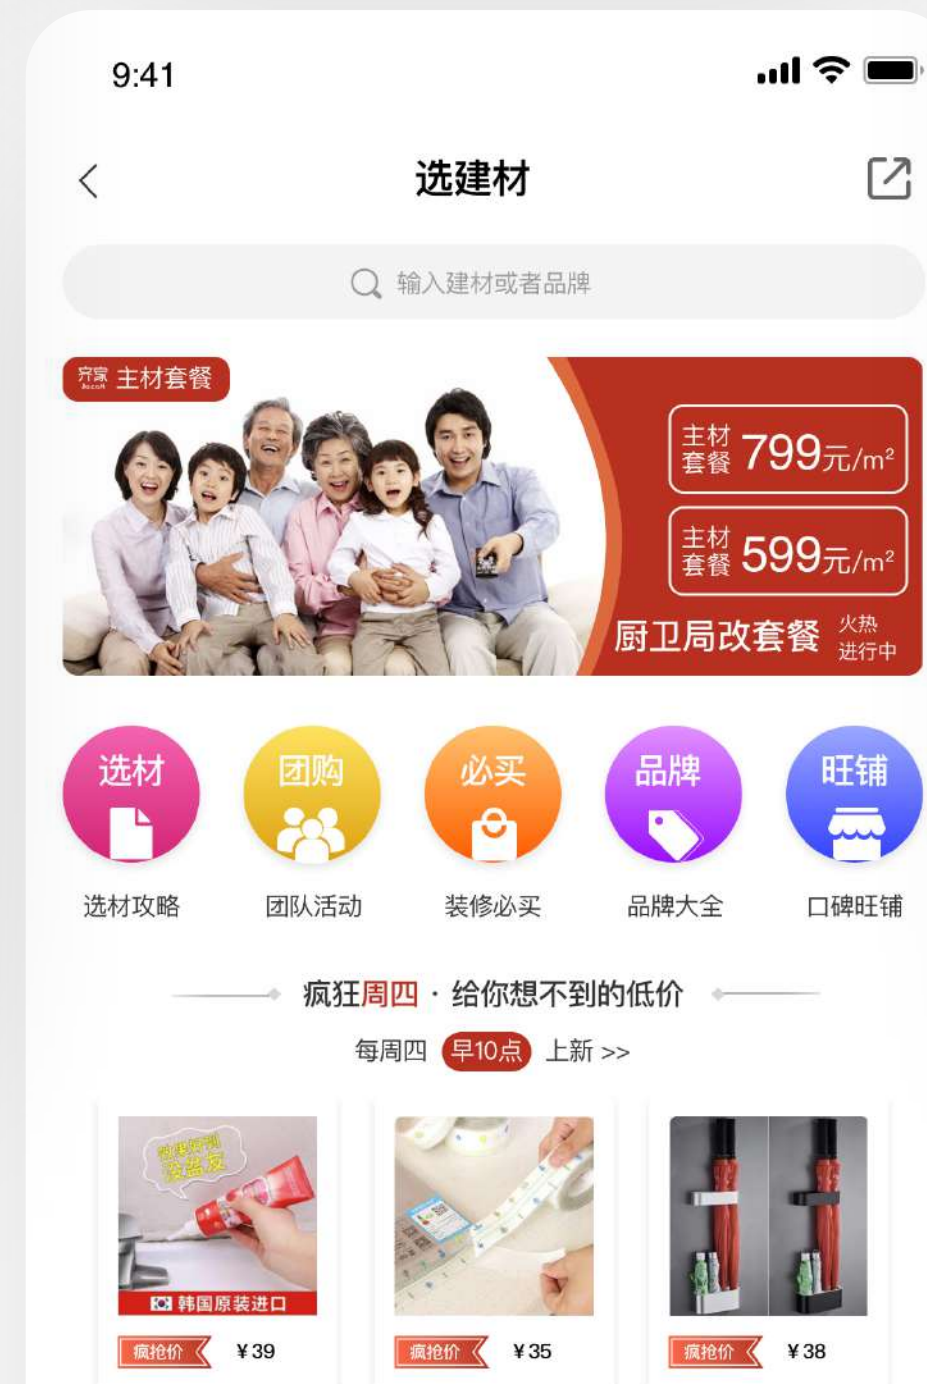 9:41
选建材
输入建材或者品牌
齐家 主材套餐
主材套餐 799元/m²
主材套餐 599元/m²
厨卫局改套餐 火热进行中
选材 团购 必买 品牌 旺铺
选材攻略 团队活动 装修必买 品牌大全 口碑旺铺
疯狂周四 · 给你想不到的低价
每周四 早10点 上新 >>
韩国原装进口
疯抢价 ¥39 疯抢价 ¥35 疯抢价 ¥38